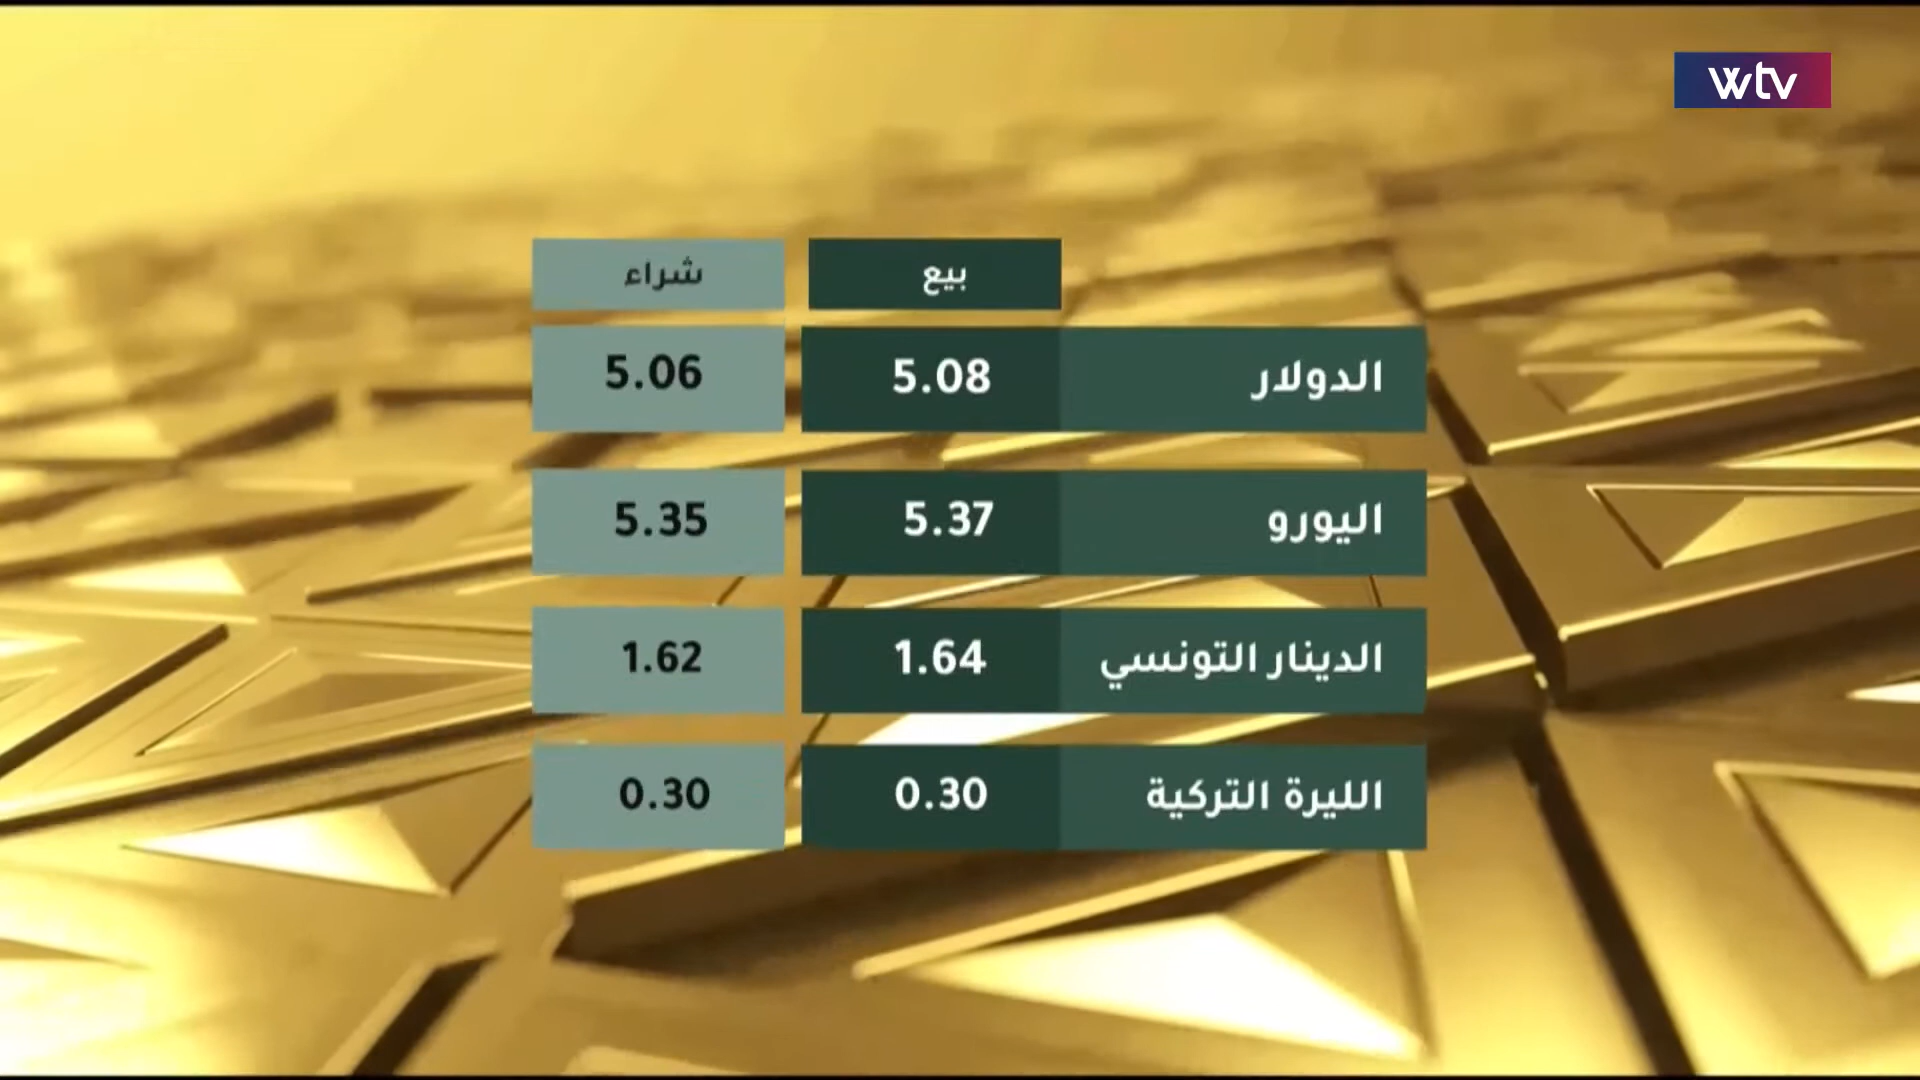 wtv
بيع شراء
الدولار 5.08 5.06
اليورو 5.37 5.35
الدينار التونسي 1.64 1.62
الليرة التركية 0.30 0.30